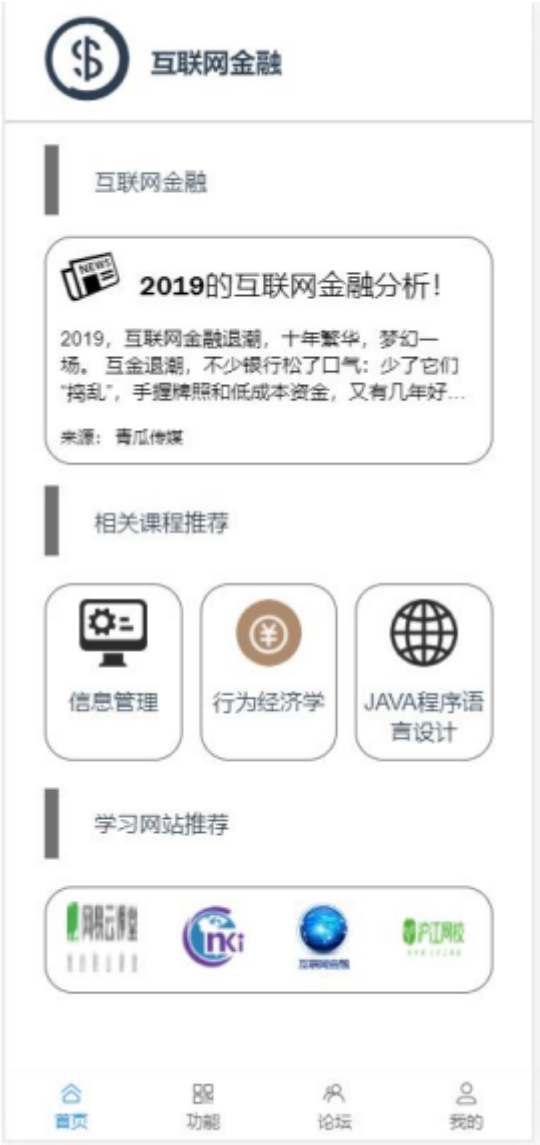 互联网金融
互联网金融
NEWS
2019的互联网金融分析！
2019，互联网金融退潮，十年繁华，梦幻一
场。 互金退潮，不少银行松了口气：少了它们
“捣乱”，手握牌照和低成本资金，又有几年好...
来源： 青瓜传媒
相关课程推荐
信息管理
行为经济学
JAVA程序语
言设计
学习网站推荐
网易云课堂
cnki
互联网金融
沪江网校
首页
功能
论坛
我的